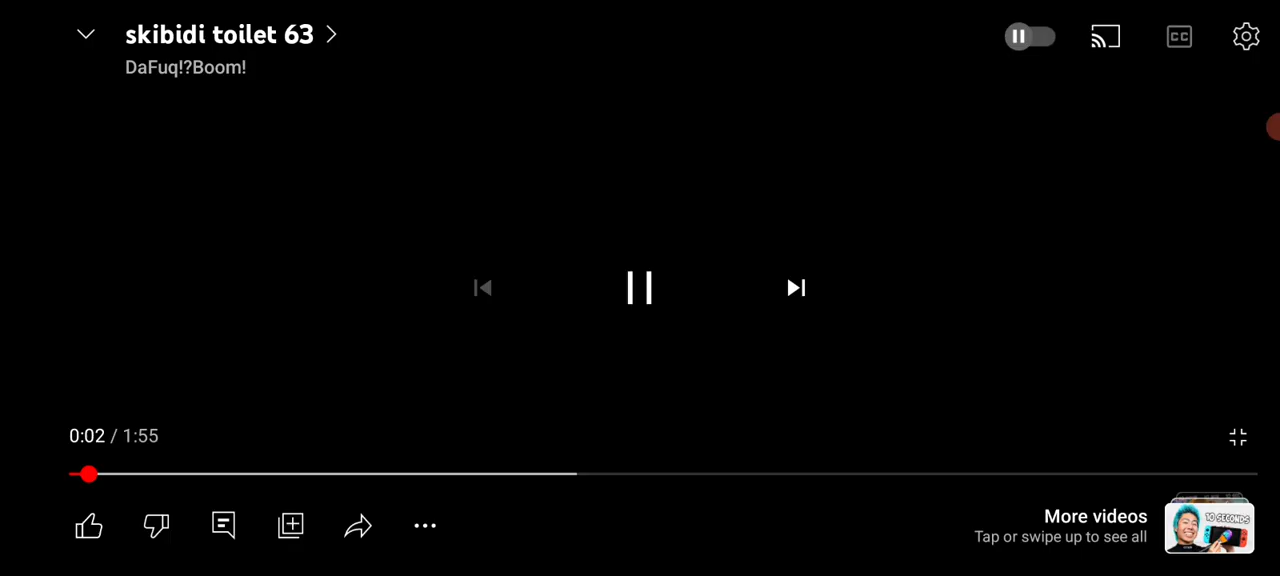 skibidi toilet 63
DaFuq!?Boom!
CC
0:02 / 1:55
More videos
Tap or swipe up to see all
10 SECONDS